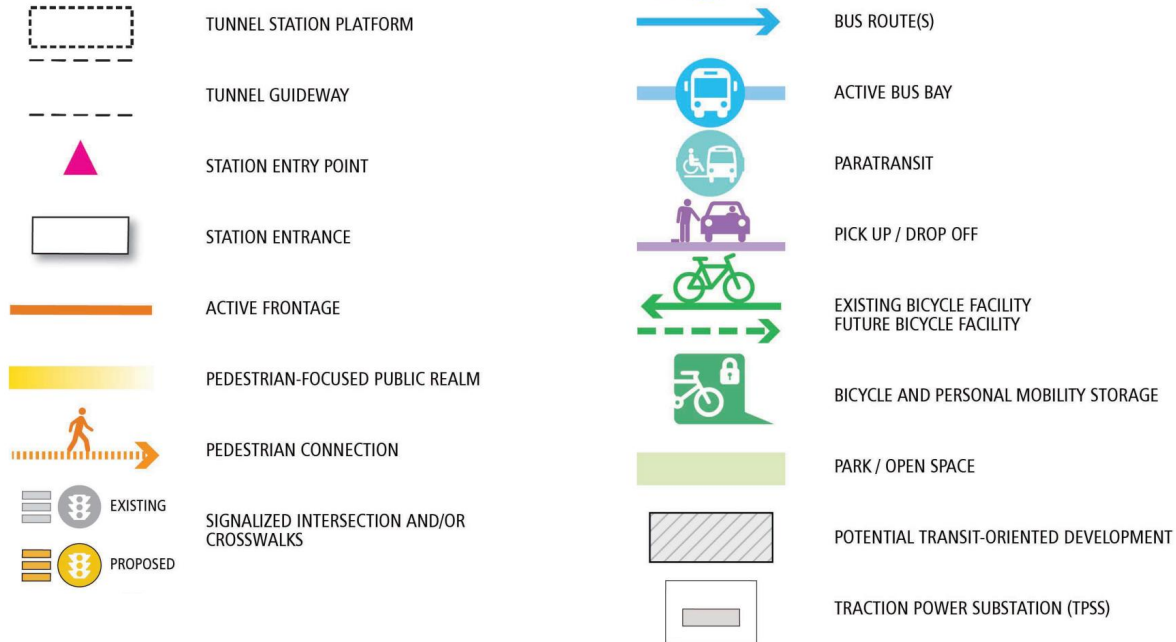 TUNNEL STATION PLATFORM
TUNNEL GUIDEWAY
STATION ENTRY POINT
STATION ENTRANCE
ACTIVE FRONTAGE
PEDESTRIAN-FOCUSED PUBLIC REALM
PEDESTRIAN CONNECTION
EXISTING
PROPOSED
SIGNALIZED INTERSECTION AND/OR
CROSSWALKS
BUS ROUTE(S)
ACTIVE BUS BAY
PARATRANSIT
PICK UP / DROP OFF
EXISTING BICYCLE FACILITY
FUTURE BICYCLE FACILITY
BICYCLE AND PERSONAL MOBILITY STORAGE
PARK / OPEN SPACE
POTENTIAL TRANSIT-ORIENTED DEVELOPMENT
TRACTION POWER SUBSTATION (TPSS)